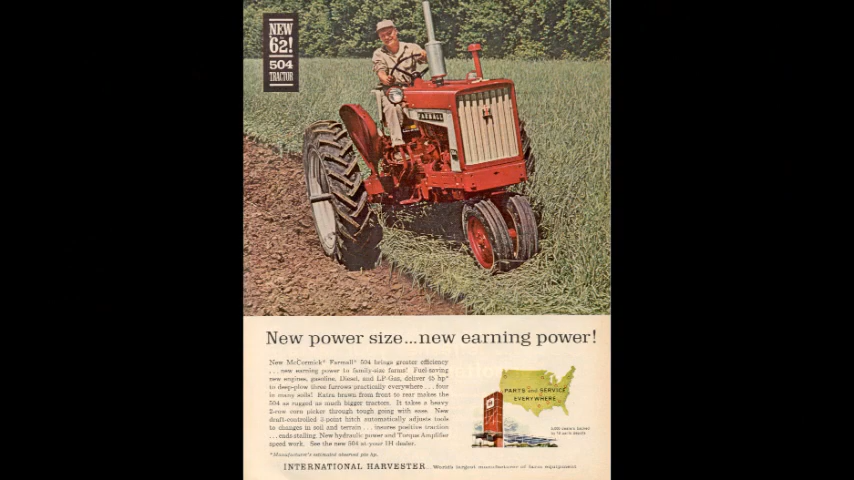 NEW
62!
504
TRACTOR
FARMALL
New power size...new earning power!
New McCormick® Farmall® 504 brings greater efficiency
...new earning power to family-size farms! Fuel-saving
new engines, gasoline, Diesel, and LP-Gas, deliver 45 hp*
to deep-plow three furrows practically everywhere...four
in many soils! Extra brawn from front to rear makes the
504 as rugged as much bigger tractors. It takes a heavy
2-row corn picker through tough going with ease. New
draft-controlled 3-point hitch automatically adjusts tools
to changes in soil and terrain...insures positive traction
...ends stalling. New hydraulic power and Torque Amplifier
speed work. See the new 504 at your IH dealer.
*Manufacturer's estimated observed pto hp.
PARTS and SERVICE
EVERYWHERE
INTERNATIONAL HARVESTER World's largest manufacturer of farm equipment